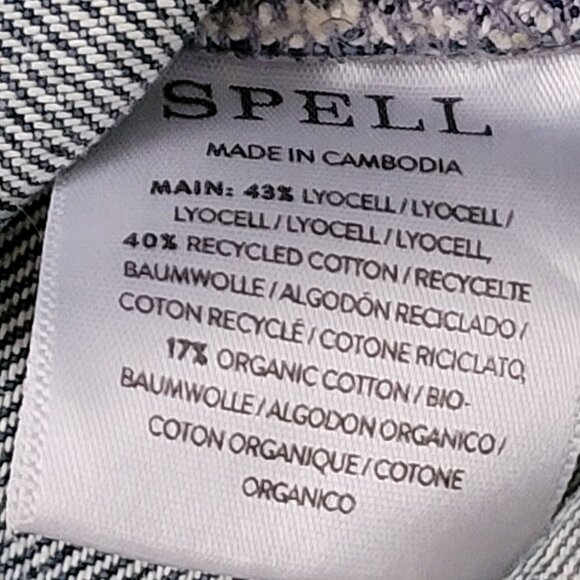 SPELL
MADE IN CAMBODIA
MAIN: 43% LYOCELL/LYOCELL/
LYOCELL/LYOCELL/LYOCELL,
40% RECYCLED COTTON/RECYCELTE
BAUMWOLLE/ALGODÓN RECICLADO/
COTON RECYCLÉ/COTONE RICICLATO,
17% ORGANIC COTTON/BIO-
BAUMWOLLE/ALGODON ORGANICO/
COTON ORGANIQUE/COTONE
ORGANICO